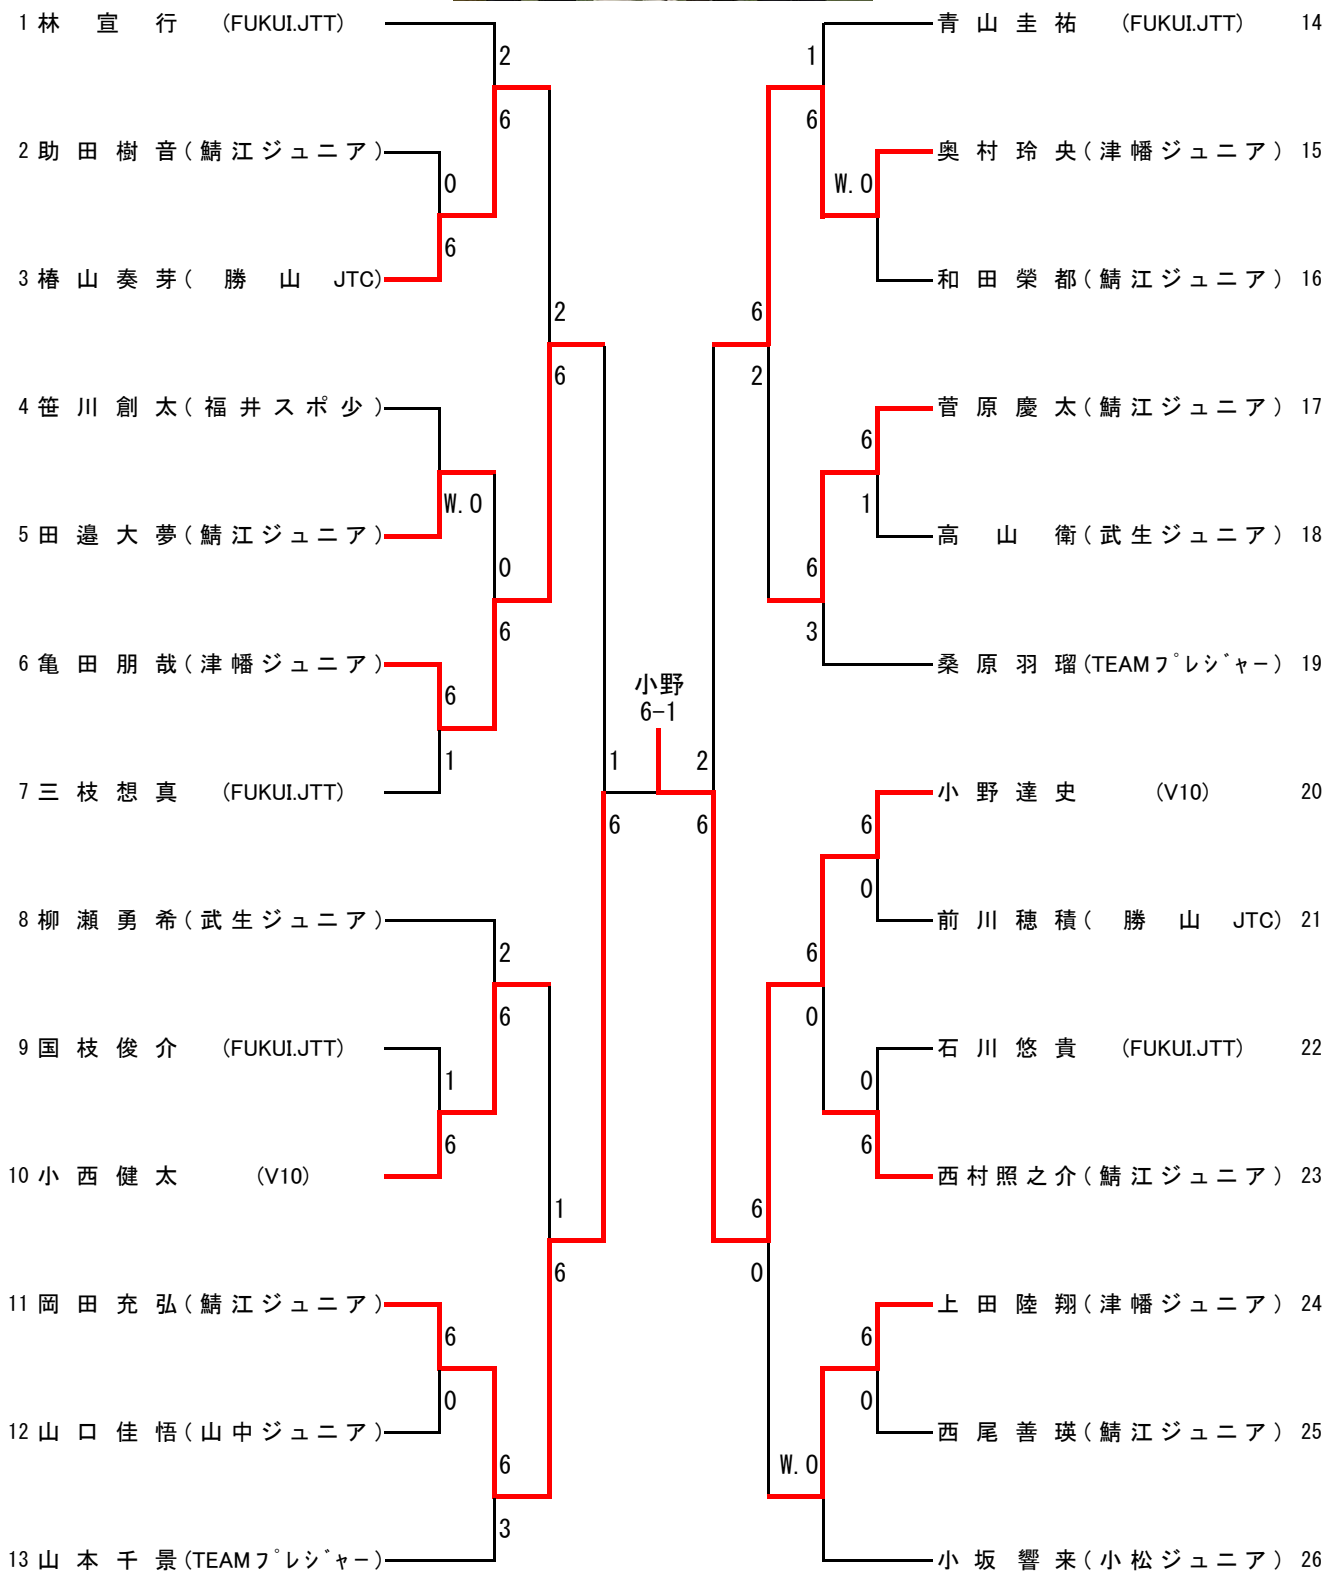 1 林 宣 行 (FUKUI.JTT)
2
6
2 助田樹音(鯖江ジュニア)
0
6
3 椿山奏芽( 勝 山 JTC)
2
6
4 笹川創太(福井スポ少)
W.O
5 田邉大夢(鯖江ジュニア)
0
6
6 亀田朋哉(津幡ジュニア)
6
1
7 三枝想真 (FUKUI.JTT)
1
6
8 柳瀬勇希(武生ジュニア)
2
6
9 国枝俊介 (FUKUI.JTT)
1
6
10 小西健太 (V10)
1
6
11 岡田充弘(鯖江ジュニア)
6
0
12 山口佳悟(山中ジュニア)
6
3
13 山本千景(TEAMプレジャー)
小野
6-1
青山圭祐 (FUKUI.JTT) 14
1
6
奥村玲央(津幡ジュニア) 15
W.O
和田榮都(鯖江ジュニア) 16
6
2
菅原慶太(鯖江ジュニア) 17
6
1
高 山 衛(武生ジュニア) 18
6
3
桑原羽瑠(TEAMプレジャー) 19
2
6
小野達史 (V10) 20
6
0
前川穂積( 勝 山 JTC) 21
6
0
石川悠貴 (FUKUI.JTT) 22
0
6
西村照之介(鯖江ジュニア) 23
6
0
上田陸翔(津幡ジュニア) 24
6
0
西尾善瑛(鯖江ジュニア) 25
W.O
小坂響来(小松ジュニア) 26